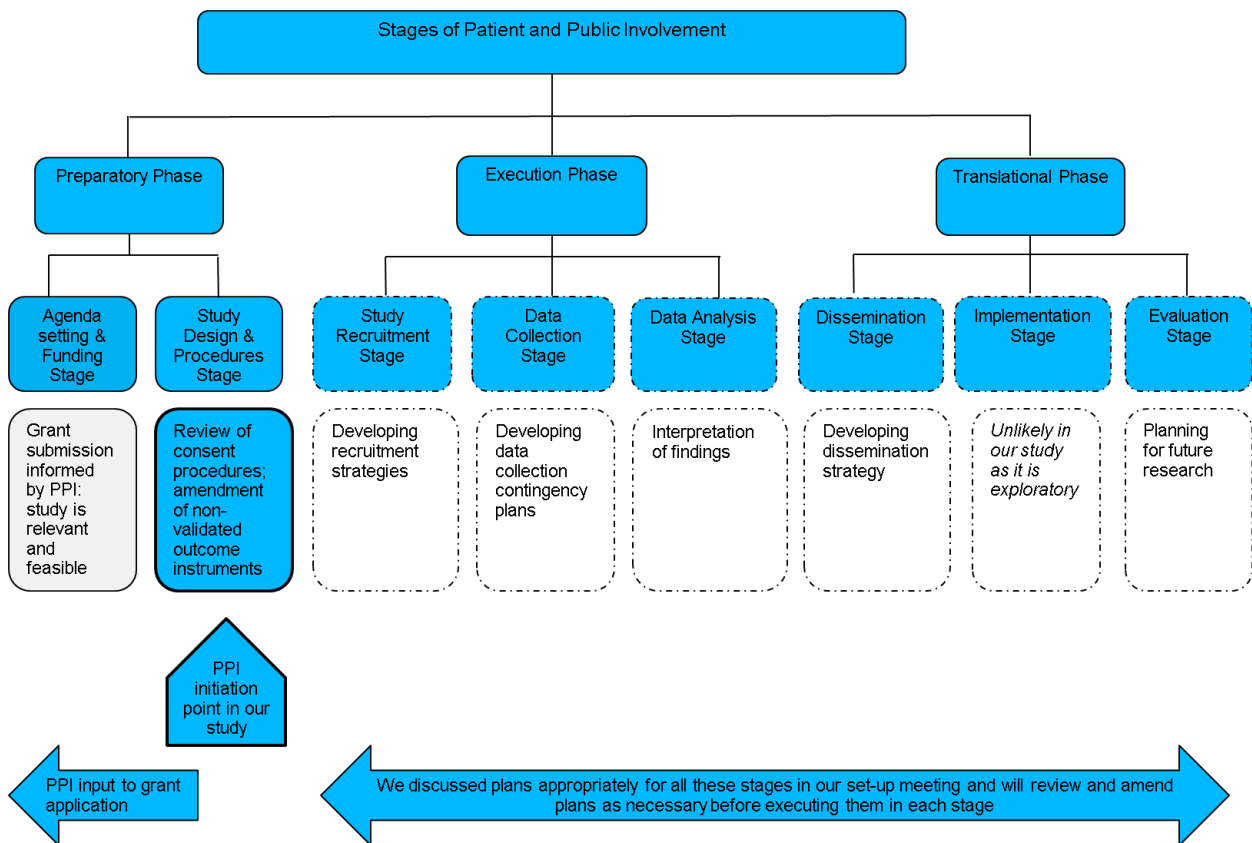 Stages of Patient and Public Involvement
Preparatory Phase
Execution Phase
Translational Phase
Agenda
setting &
Funding
Stage
Study
Design &
Procedures
Stage
Study
Recruitment
Stage
Data
Collection
Stage
Data Analysis
Stage
Dissemination
Stage
Implementation
Stage
Evaluation
Stage
Grant
submission
informed
by PPI:
study is
relevant
and
feasible
Review of
consent
procedures;
amendment
of non-
validated
outcome
instruments
Developing
recruitment
strategies
Developing
data
collection
contingency
plans
Interpretation
of findings
Developing
dissemination
strategy
Unlikely in
our study
as it is
exploratory
Planning
for future
research
PPI
initiation
point in our
study
PPI input to grant
application
We discussed plans appropriately for all these stages in our set-up meeting and will review and amend
plans as necessary before executing them in each stage